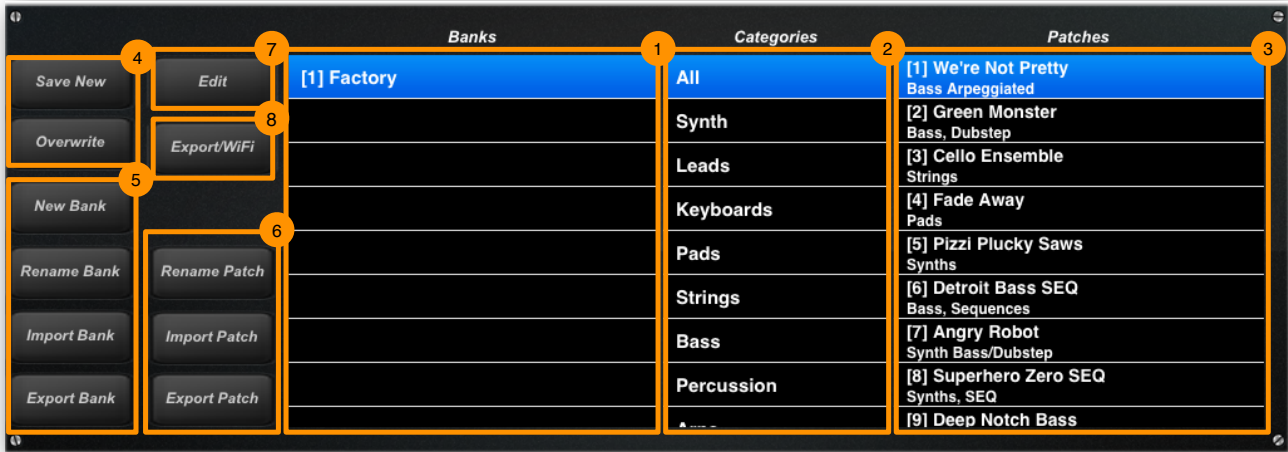 Banks
Categories
Patches
4
7
1
2
3
Save New
Edit
[1] Factory
All
[1] We're Not Pretty
Bass Arpeggiated
8
Synth
[2] Green Monster
Bass, Dubstep
Overwrite
Export/WiFi
Leads
[3] Cello Ensemble
Strings
5
New Bank
Keyboards
[4] Fade Away
Pads
6
Pads
[5] Pizzi Plucky Saws
Synths
Rename Bank
Rename Patch
Strings
[6] Detroit Bass SEQ
Bass, Sequences
Import Bank
Import Patch
Bass
[7] Angry Robot
Synth Bass/Dubstep
Percussion
[8] Superhero Zero SEQ
Synths, SEQ
Export Bank
Export Patch
[9] Deep Notch Bass